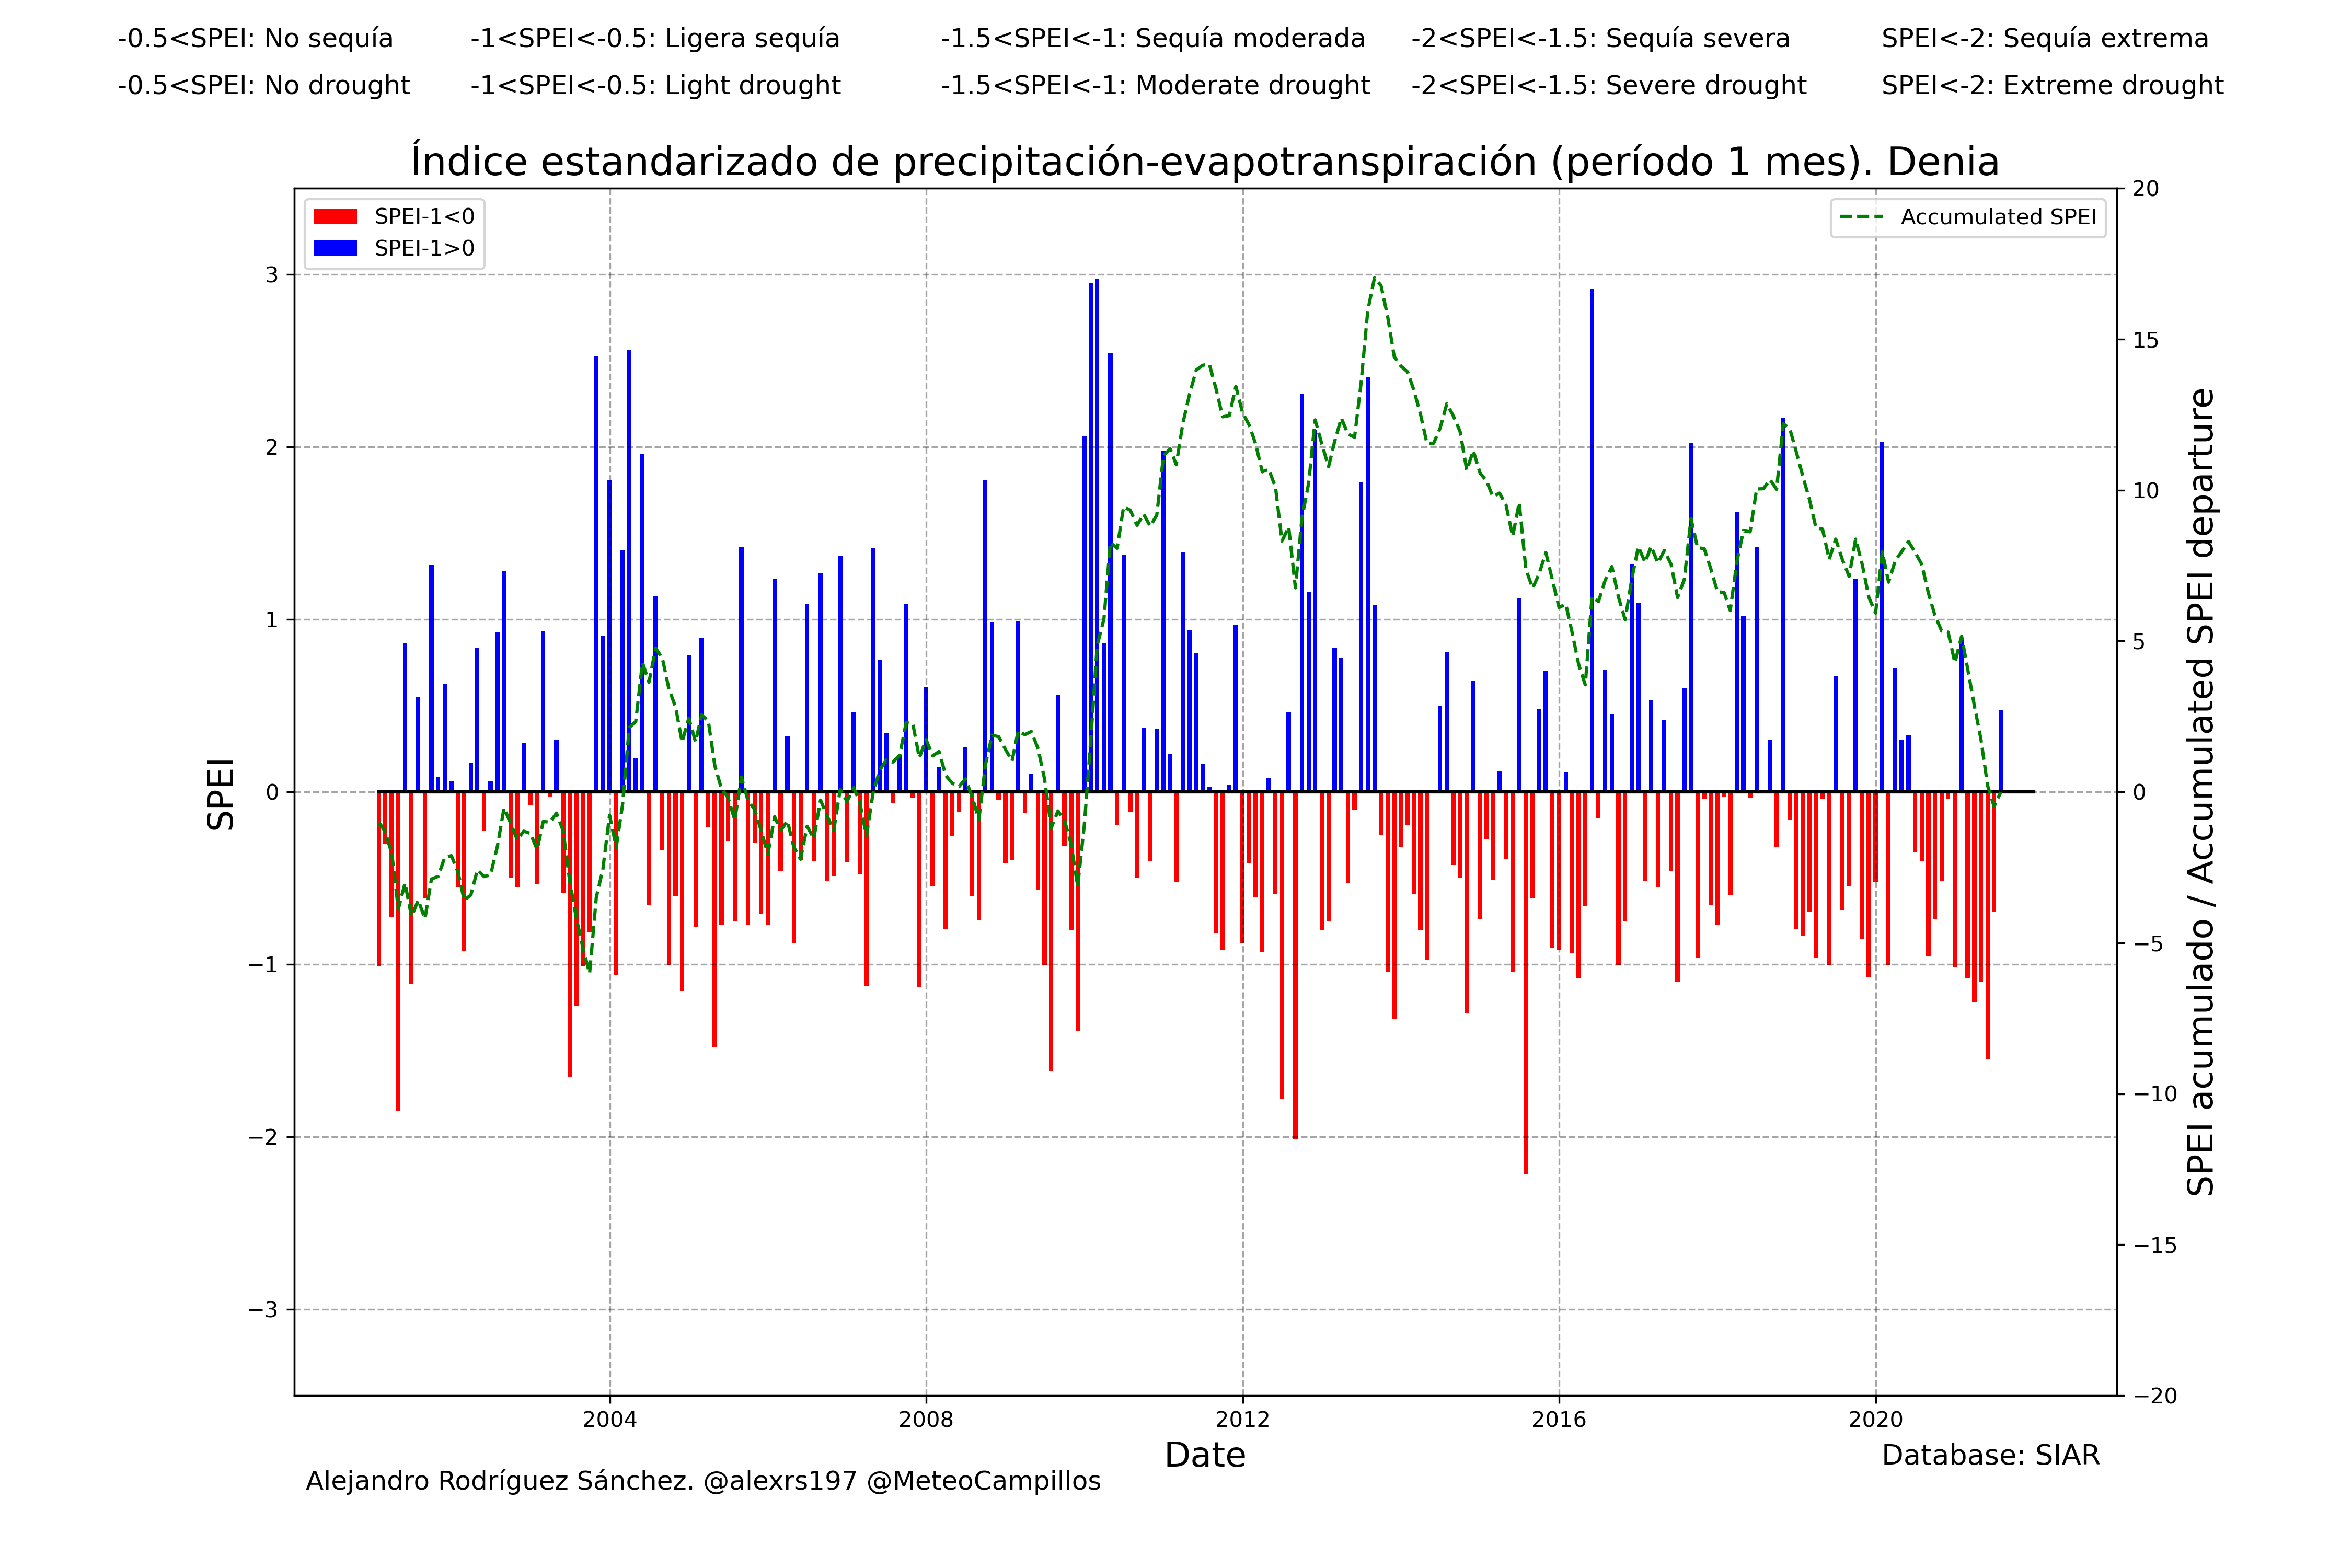 -0.5<SPEI: No sequía
-1<SPEI<-0.5: Ligera sequía
-1.5<SPEI<-1: Sequía moderada
-2<SPEI<-1.5: Sequía severa
SPEI<-2: Sequía extrema
-0.5<SPEI: No drought
-1<SPEI<-0.5: Light drought
-1.5<SPEI<-1: Moderate drought
-2<SPEI<-1.5: Severe drought
SPEI<-2: Extreme drought
Índice estandarizado de precipitación-evapotranspiración (período 1 mes). Denia
SPEI-1<0
SPEI-1>0
Accumulated SPEI
SPEI
3
2
1
0
−1
−2
−3
20
15
10
5
0
−5
−10
−15
−20
SPEI acumulado / Accumulated SPEI departure
2004
2008
2012
2016
2020
Date
Database: SIAR
Alejandro Rodríguez Sánchez. @alexrs197 @MeteoCampillos